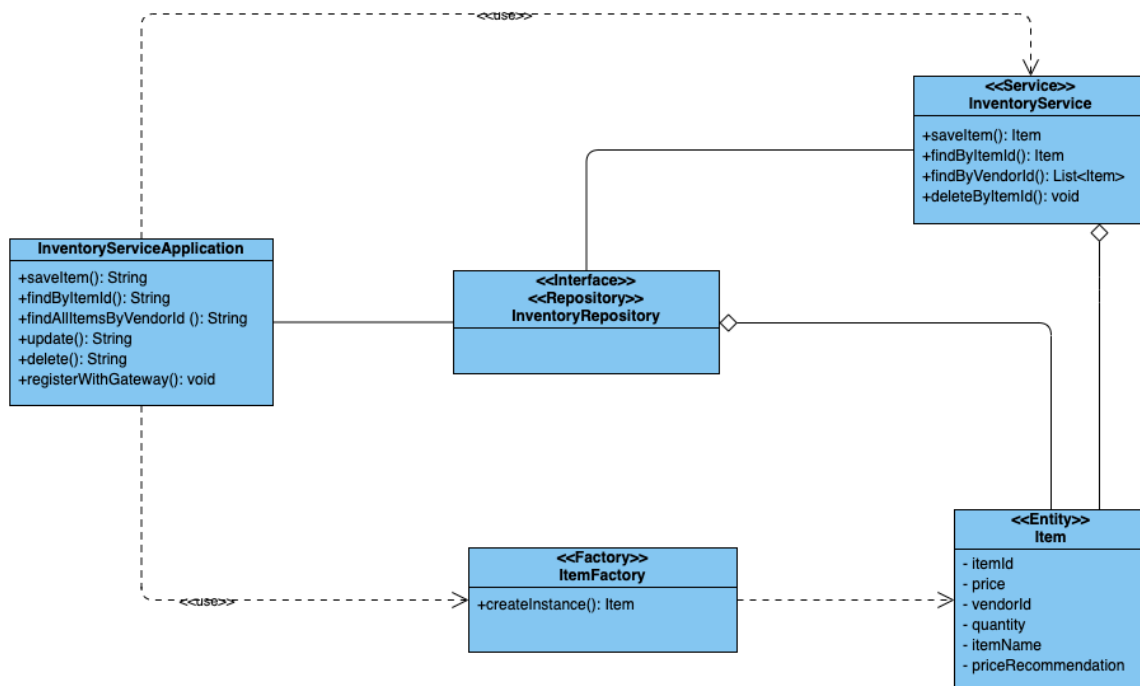 <<use>>
<<Service>>
InventoryService
+saveItem(): Item
+findByItemId(): Item
+findByVendorId(): List<Item>
+deleteByItemId(): void
InventoryServiceApplication
+saveItem(): String
+findByItemId(): String
+findAllItemsByVendorId (): String
+update(): String
+delete(): String
+registerWithGateway(): void
<<Interface>>
<<Repository>>
InventoryRepository
<<use>>
<<Factory>>
ItemFactory
+createInstance(): Item
<<Entity>>
Item
- itemId
- price
- vendorId
- quantity
- itemName
- priceRecommendation